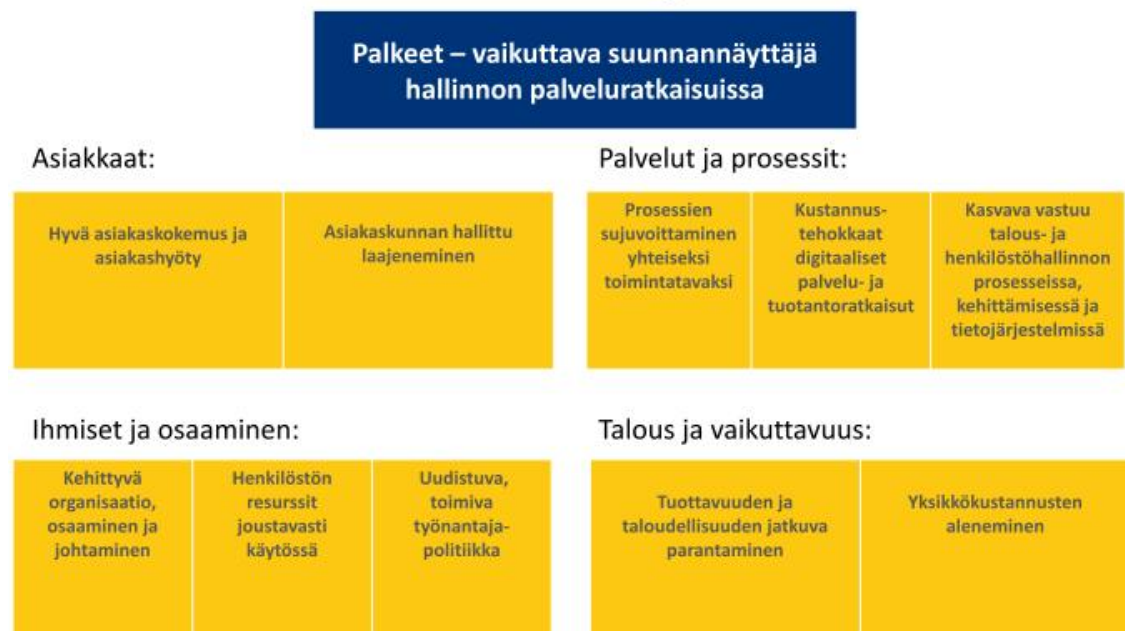 Palkeet – vaikuttava suunnannäyttäjä
hallinnon palveluratkaisuissa
Asiakkaat:
Hyvä asiakaskokemus ja
asiakashyöty
Asiakaskunnan hallittu
laajeneminen
Palvelut ja prosessit:
Prosessien
sujuvoittaminen
yhteiseksi
toimintatavaksi
Kustannus-
tehokkaat
digitaaliset
palvelu- ja
tuotantoratkaisut
Kasvava vastuu
talous- ja
henkilöstöhallinnon
prosesseissa,
kehittämisessä ja
tietojärjestelmissä
Ihmiset ja osaaminen:
Kehittyvä
organisaatio,
osaaminen ja
johtaminen
Henkilöstön
resurssit
joustavasti
käytössä
Uudistuva,
toimiva
työnantaja-
politiikka
Talous ja vaikuttavuus:
Tuottavuuden ja
taloudellisuuden jatkuva
parantaminen
Yksikkökustannusten
aleneminen